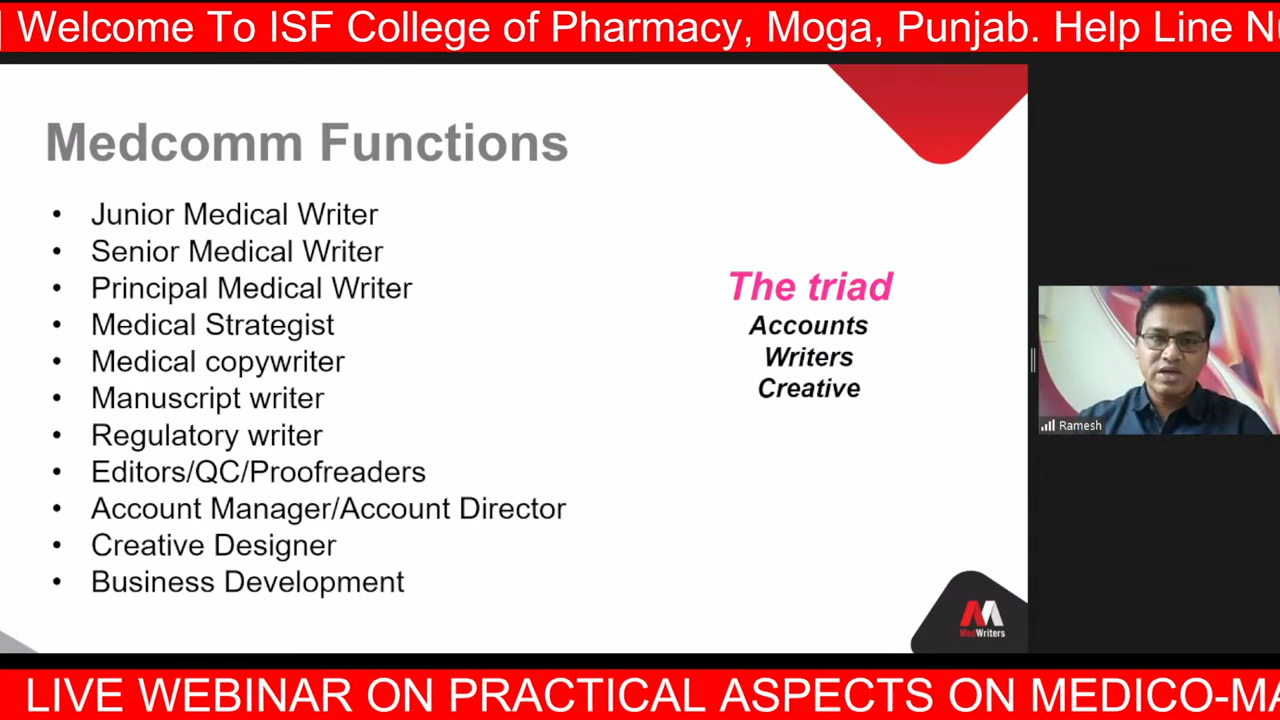 Welcome To ISF College of Pharmacy, Moga, Punjab. Help Line
Medcomm Functions
• Junior Medical Writer
• Senior Medical Writer
• Principal Medical Writer
• Medical Strategist
• Medical copywriter
• Manuscript writer
• Regulatory writer
• Editors/QC/Proofreaders
• Account Manager/Account Director
• Creative Designer
• Business Development
The triad
Accounts
Writers
Creative
Ramesh
MedWriters
LIVE WEBINAR ON PRACTICAL ASPECTS ON MEDICO-MA